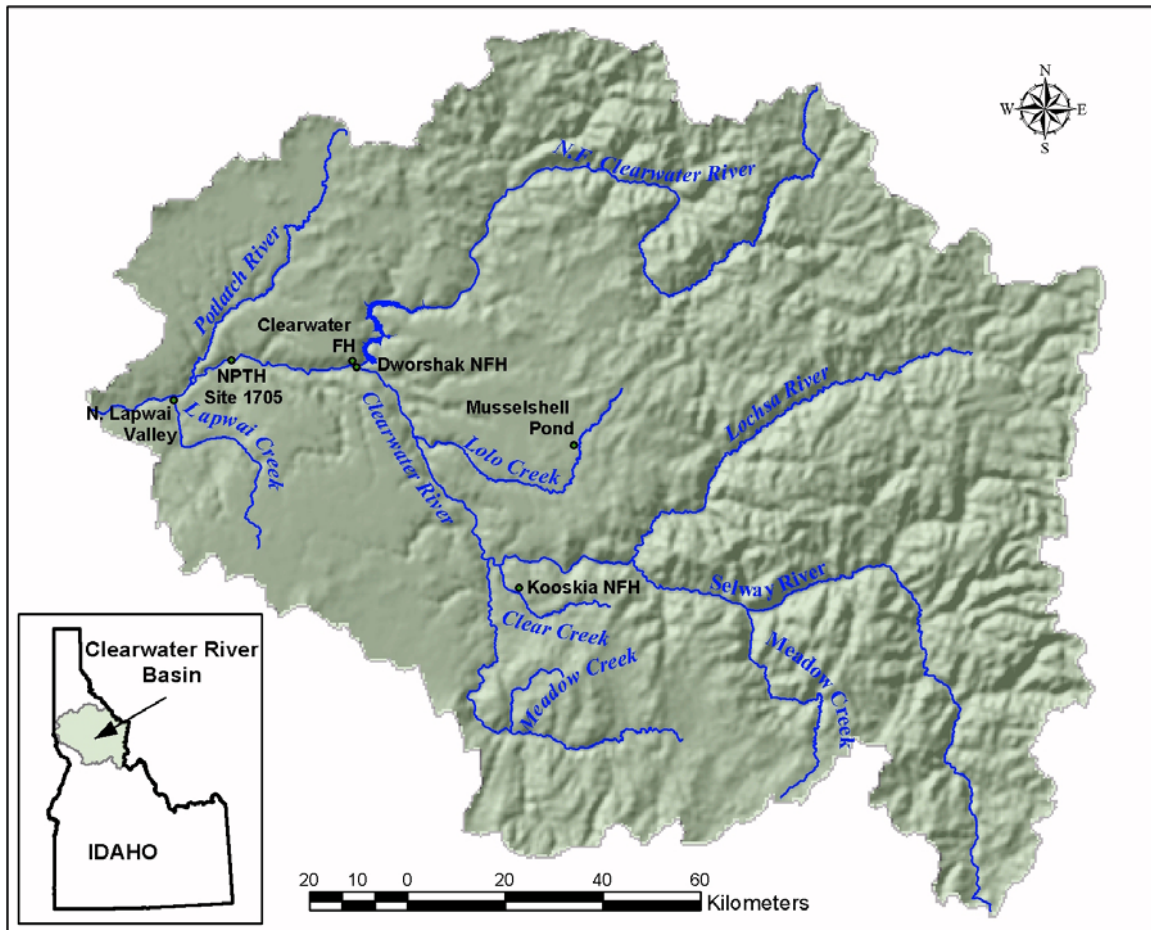 N
W
E
S
N.F. Clearwater River
Potlatch River
Clearwater
FH
Dworshak NFH
NPTH
Site 1705
N. Lapwai
Valley
Lapwai Creek
Clearwater River
Musselshell
Pond
Lolo Creek
Lochsa River
Kooskia NFH
Selway River
Clear Creek
Meadow Creek
Meadow Creek
Clearwater River
Basin
IDAHO
20 10 0 20 40 60
Kilometers